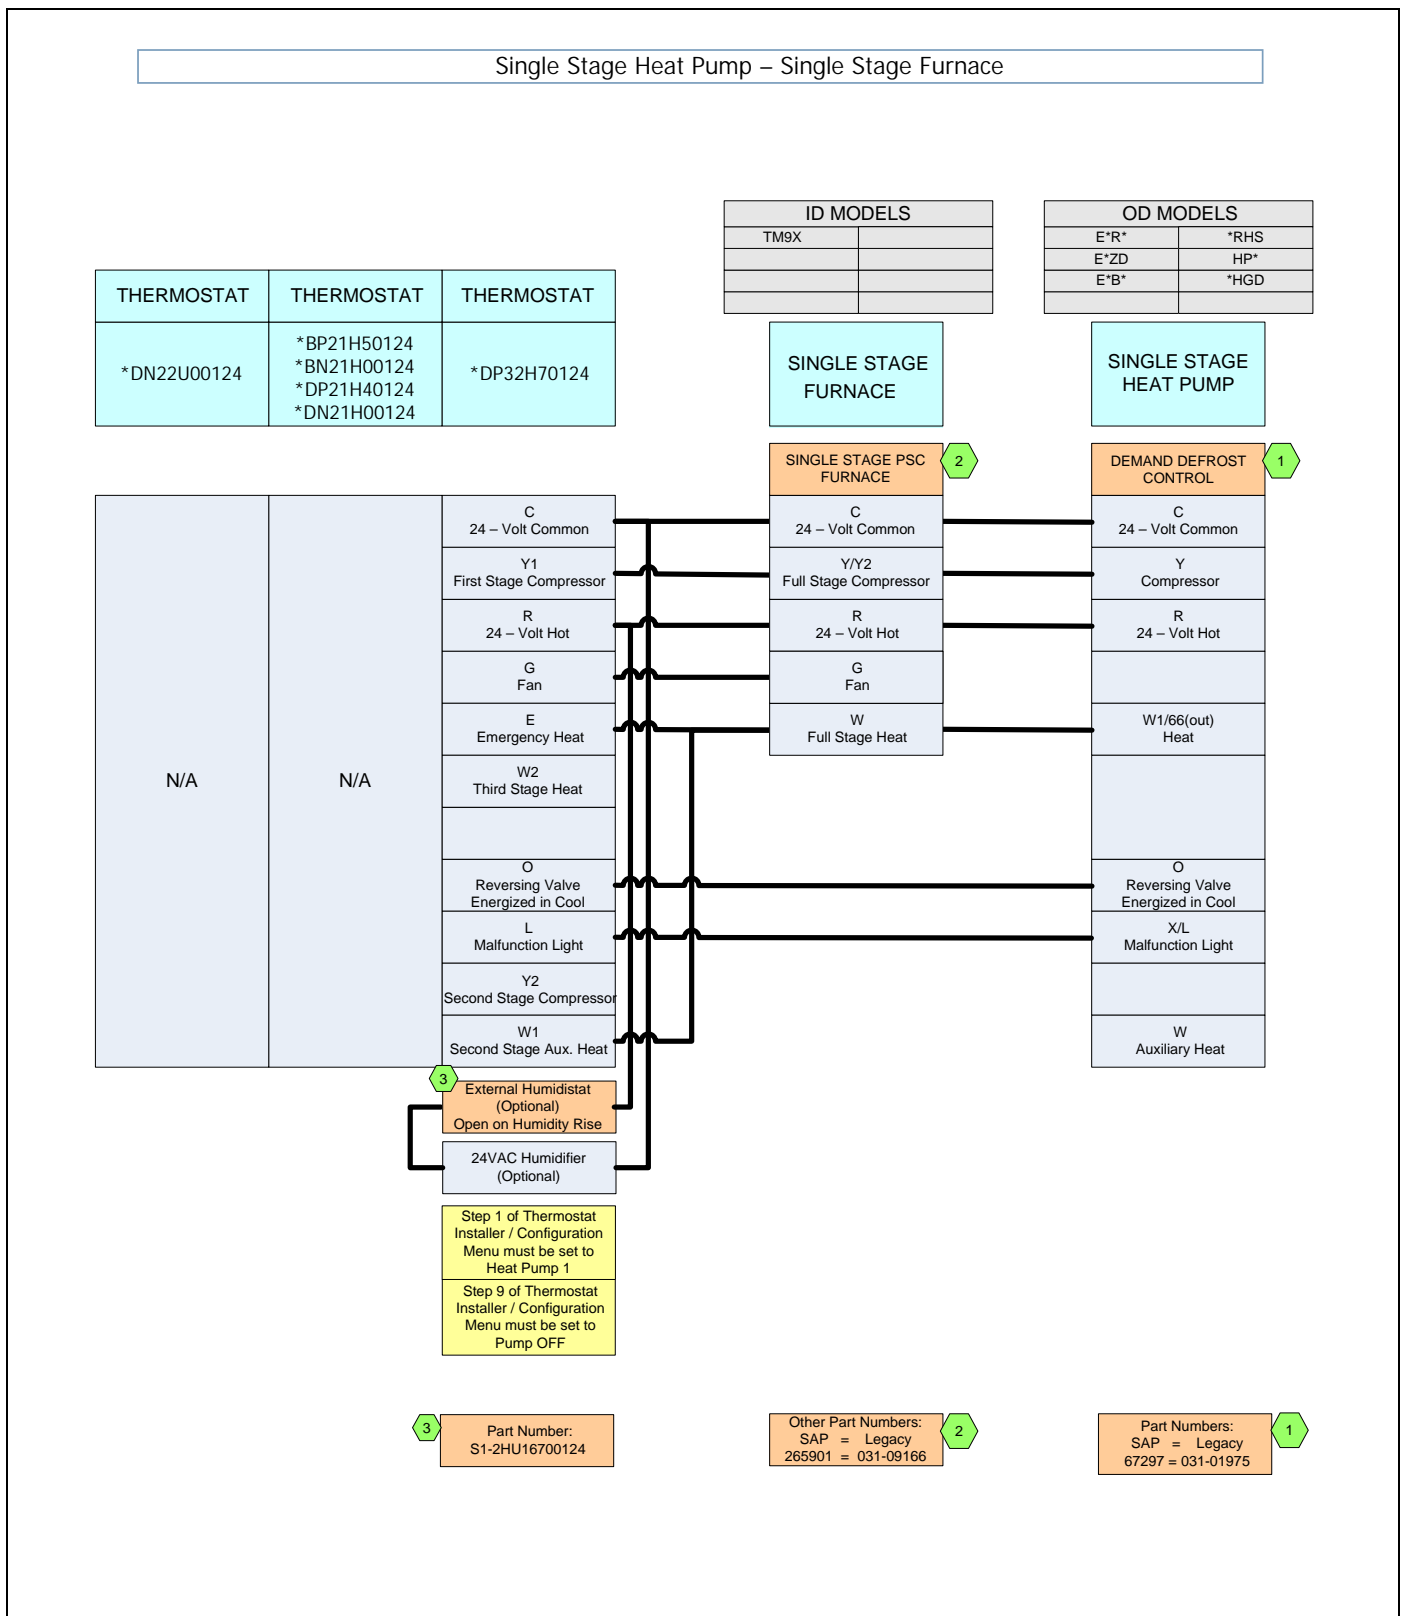 Single Stage Heat Pump – Single Stage Furnace
ID MODELS
TM9X
OD MODELS
E*R* *RHS
E*ZD HP*
E*B* *HGD
THERMOSTAT
*DN22U00124
THERMOSTAT
*BP21H50124
*BN21H00124
*DP21H40124
*DN21H00124
THERMOSTAT
*DP32H70124
SINGLE STAGE
FURNACE
SINGLE STAGE
HEAT PUMP
SINGLE STAGE PSC
FURNACE
2
DEMAND DEFROST
CONTROL
1
N/A
N/A
C
24 – Volt Common
Y1
First Stage Compressor
R
24 – Volt Hot
G
Fan
E
Emergency Heat
W2
Third Stage Heat
O
Reversing Valve
Energized in Cool
L
Malfunction Light
Y2
Second Stage Compressor
W1
Second Stage Aux. Heat
C
24 – Volt Common
Y/Y2
Full Stage Compressor
R
24 – Volt Hot
G
Fan
W
Full Stage Heat
C
24 – Volt Common
Y
Compressor
R
24 – Volt Hot
W1/66(out)
Heat
O
Reversing Valve
Energized in Cool
X/L
Malfunction Light
W
Auxiliary Heat
3
External Humidistat
(Optional)
Open on Humidity Rise
24VAC Humidifier
(Optional)
Step 1 of Thermostat
Installer / Configuration
Menu must be set to
Heat Pump 1
Step 9 of Thermostat
Installer / Configuration
Menu must be set to
Pump OFF
3
Part Number:
S1-2HU16700124
Other Part Numbers:
SAP = Legacy
265901 = 031-09166
2
Part Numbers:
SAP = Legacy
67297 = 031-01975
1